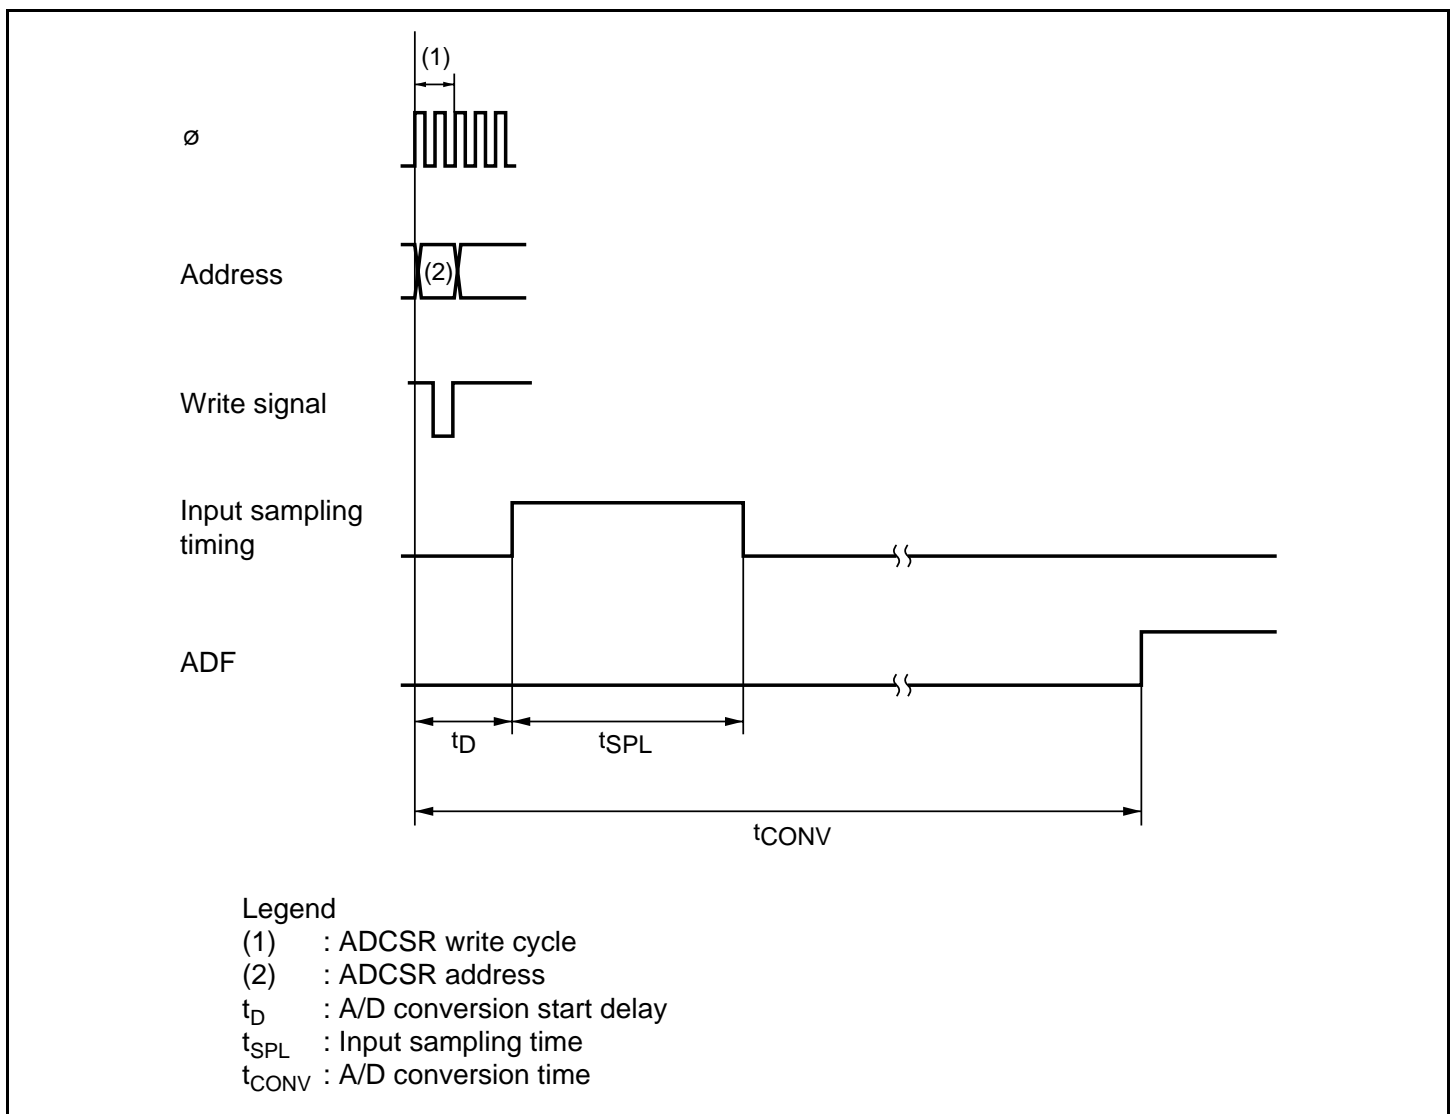 (1)
ø
Address
(2)
Write signal
Input sampling
timing
ADF
tD
tSPL
tCONV
Legend
(1) : ADCSR write cycle
(2) : ADCSR address
tD : A/D conversion start delay
tSPL : Input sampling time
tCONV : A/D conversion time